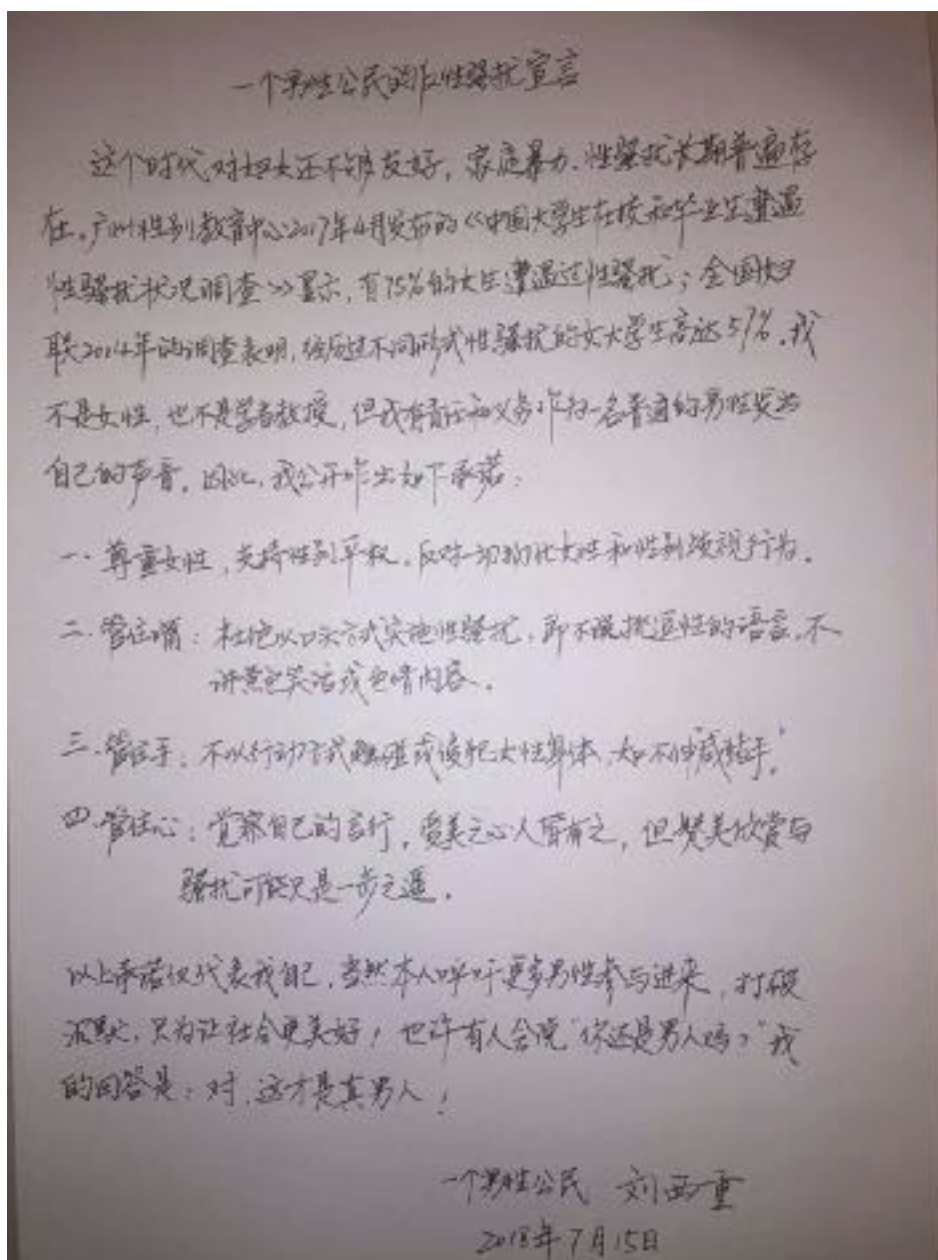 一个男性公民的反性骚扰宣言
这个时代对妇女还不够友好，家庭暴力、性骚扰长期普遍存
在。广州性别教育中心2017年4月发布的《中国大学生在校和毕业生遭遇
性骚扰状况调查》显示，有75%的女生遭遇过性骚扰；全国妇
联2014年的调查表明，经历过不同形式性骚扰的女大学生高达57%。我
不是女性，也不是学者教授，但我有责任和义务作为一名普通的男性发出
自己的声音。因此，我公开作出如下承诺：
一、尊重女性，支持性别平权。反对一切物化女性和性别歧视行为。
二、管住嘴：杜绝以口头方式实施性骚扰，即不说挑逗性的语言，不
讲黄色笑话或色情内容。
三、管住手：不以行动方式触碰或侵犯女性身体，如不伸“咸猪手”
四、管住心：觉察自己的言行，爱美之心人皆有之，但赞美欣赏与
骚扰可能只是一步之遥。
以上承诺仅代表我自己，当然本人呼吁更多男性参与进来，打破
沉默，只为让社会更美好！也许有人会说“你还是男人吗？”我
的回答是：对，这才是真男人！
一个男性公民 刘西重
2018年7月15日